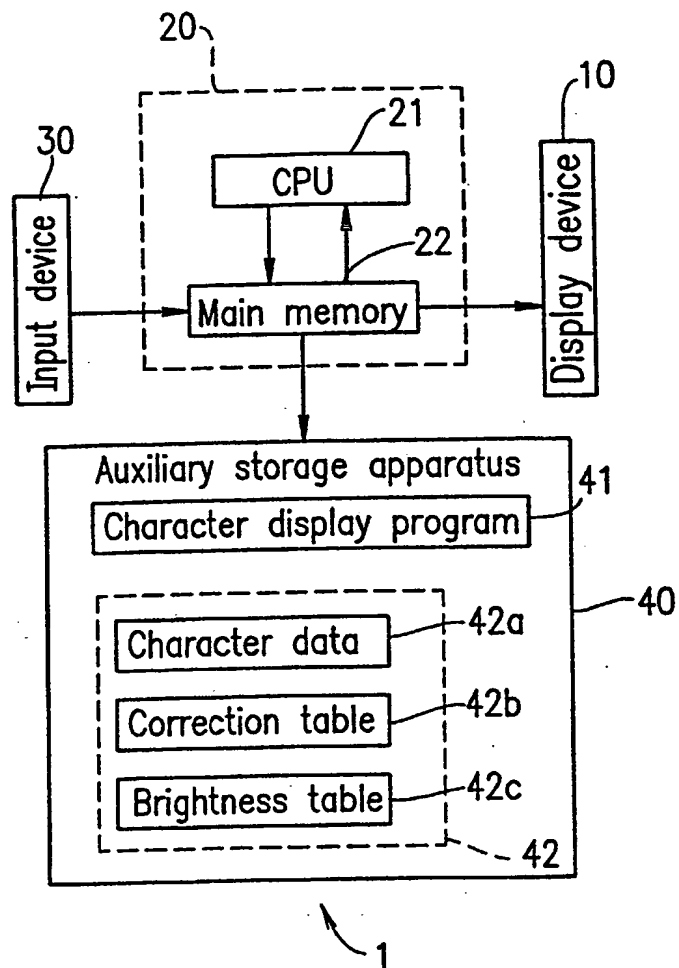 20
21
10
30
CPU
22
Input device
Main memory
Display device
Auxiliary storage apparatus
41
Character display program
40
Character data
42a
Correction table
42b
Brightness table
42c
42
1